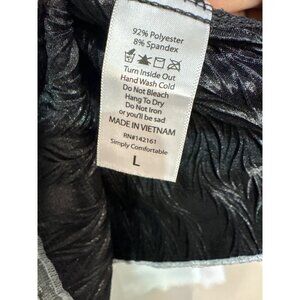 92% Polyester
8% Spandex
Turn Inside Out
Hand Wash Cold
Do Not Bleach
Hang To Dry
Do Not Iron
or you'll be sad
MADE IN VIETNAM
RN#142161
Simply Comfortable
L